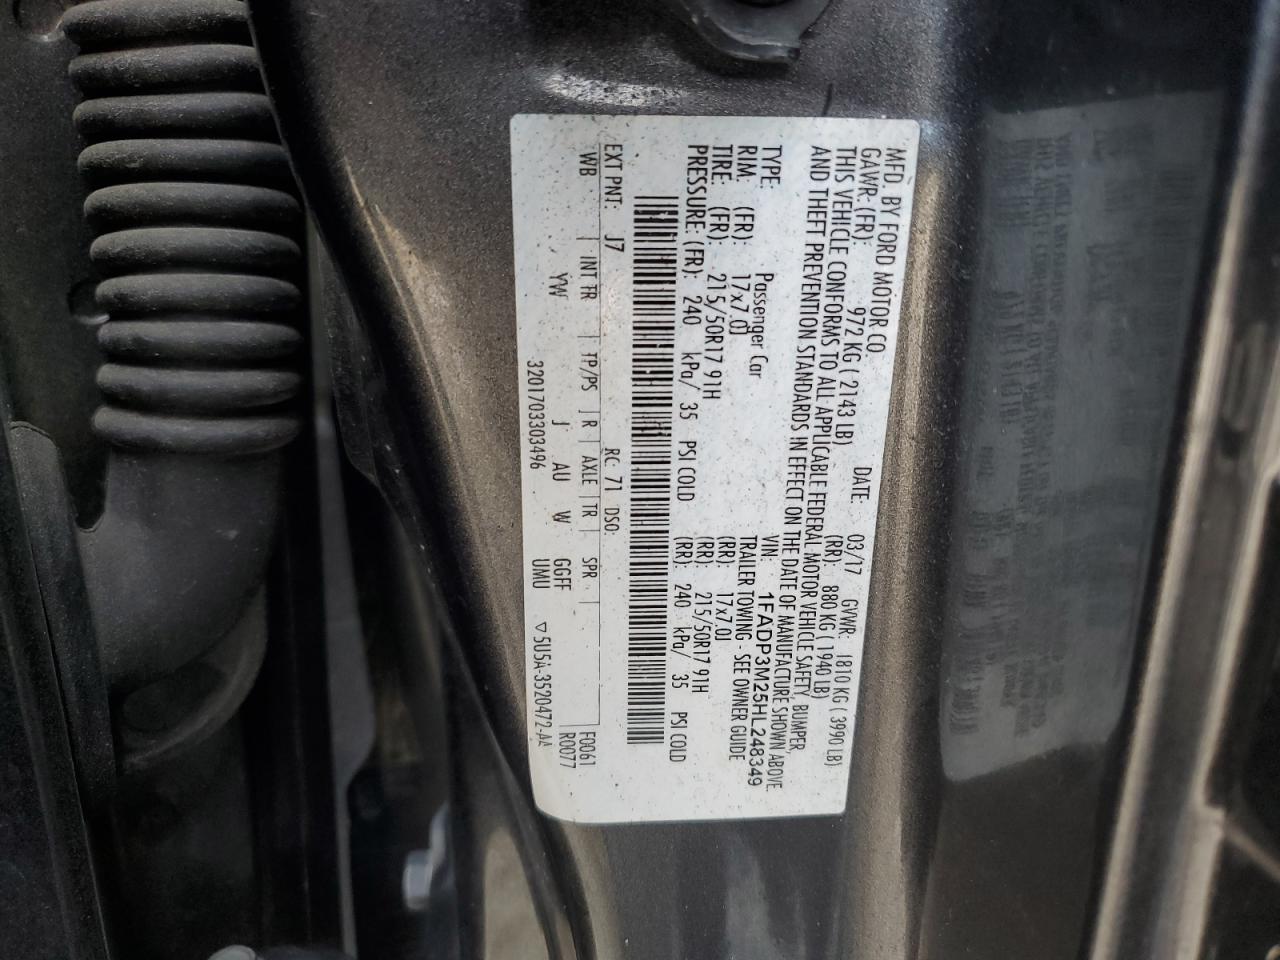 MFD. BY FORD MOTOR CO.
DATE: 03/17 GVWR: 1810 KG ( 3990 LB)
GAWR: (FR): 972 KG ( 2143 LB) (RR): 880 KG ( 1940 LB)
THIS VEHICLE CONFORMS TO ALL APPLICABLE FEDERAL MOTOR VEHICLE SAFETY, BUMPER,
AND THEFT PREVENTION STANDARDS IN EFFECT ON THE DATE OF MANUFACTURE SHOWN ABOVE.
VIN: 1FADP3M25HL248349
TYPE: Passenger Car TRAILER TOWING - SEE OWNER GUIDE
RIM: (FR): 17x7.0J (RR): 17x7.0J
TIRE: (FR): 215/50R17 91H (RR): 215/50R17 91H
PRESSURE: (FR): 240 kPa/ 35 PSI COLD (RR): 240 kPa/ 35 PSI COLD
EXT PNT: J7 RC: 71 DSO: F0061
WB INT TR TP/PS R AXLE TR SPR R0077
YW J AU W GGFF
UMU
3201703303496 ▽ 5U5A-3520472-AA